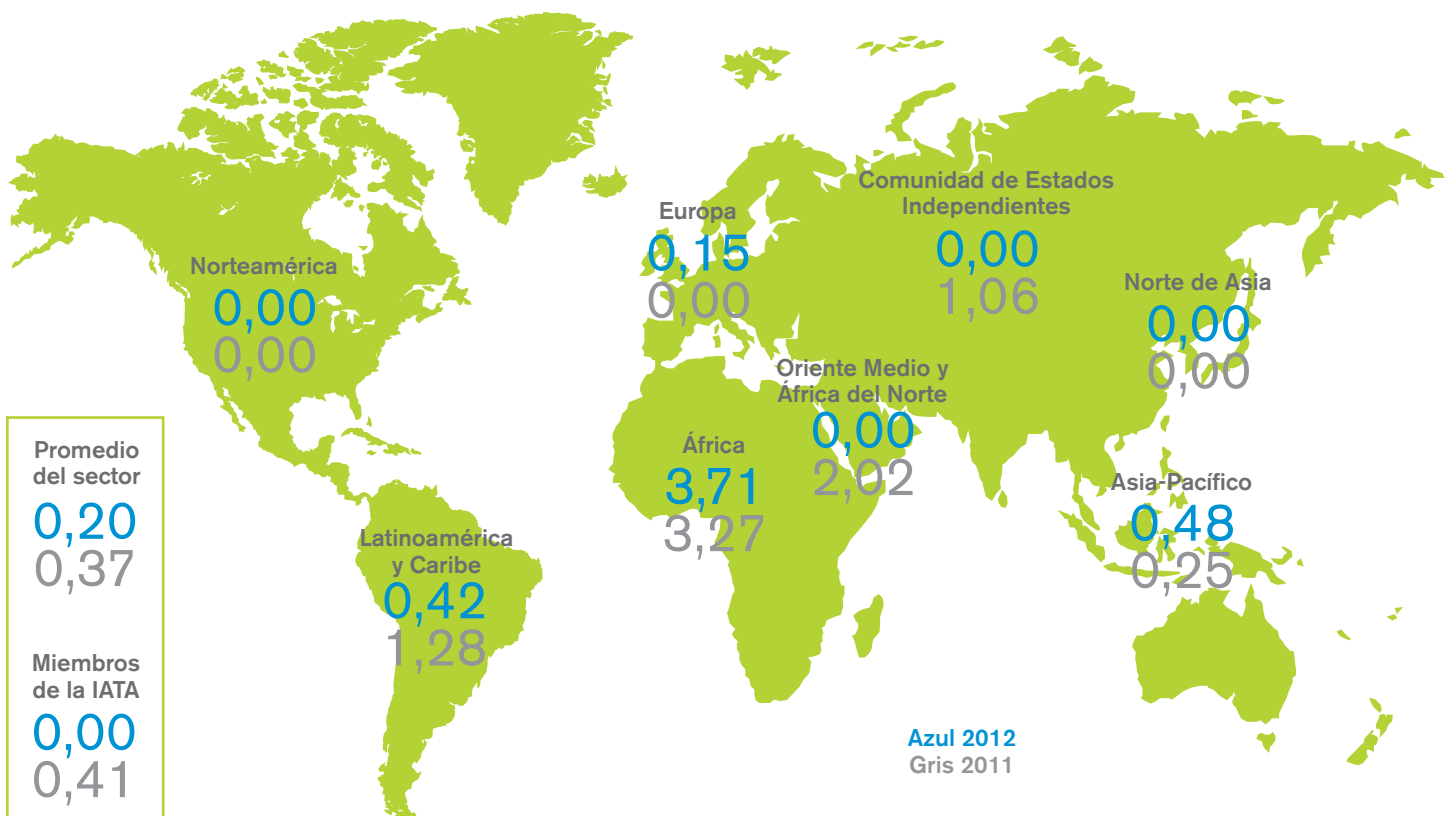 Norteamérica
0,00
0,00
Europa
0,15
0,00
Comunidad de Estados
Independientes
0,00
1,06
Norte de Asia
0,00
0,00
Oriente Medio y
África del Norte
0,00
2,02
África
3,71
3,27
Asia-Pacífico
0,48
0,25
Latinoamérica
y Caribe
0,42
1,28
Promedio
del sector
0,20
0,37
Miembros
de la IATA
0,00
0,41
Azul 2012
Gris 2011